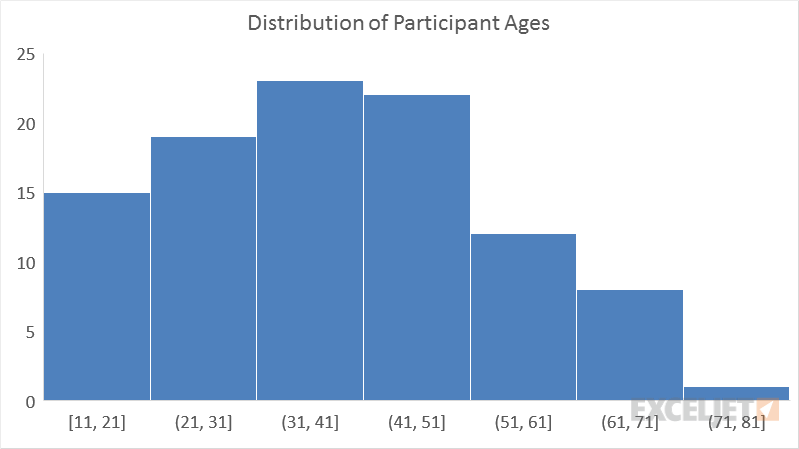 Distribution of Participant Ages
25
20
15
10
5
0
[11, 21] (21, 31] (31, 41] (41, 51] (51, 61] (61, 71] (71, 81]
EXCELJET